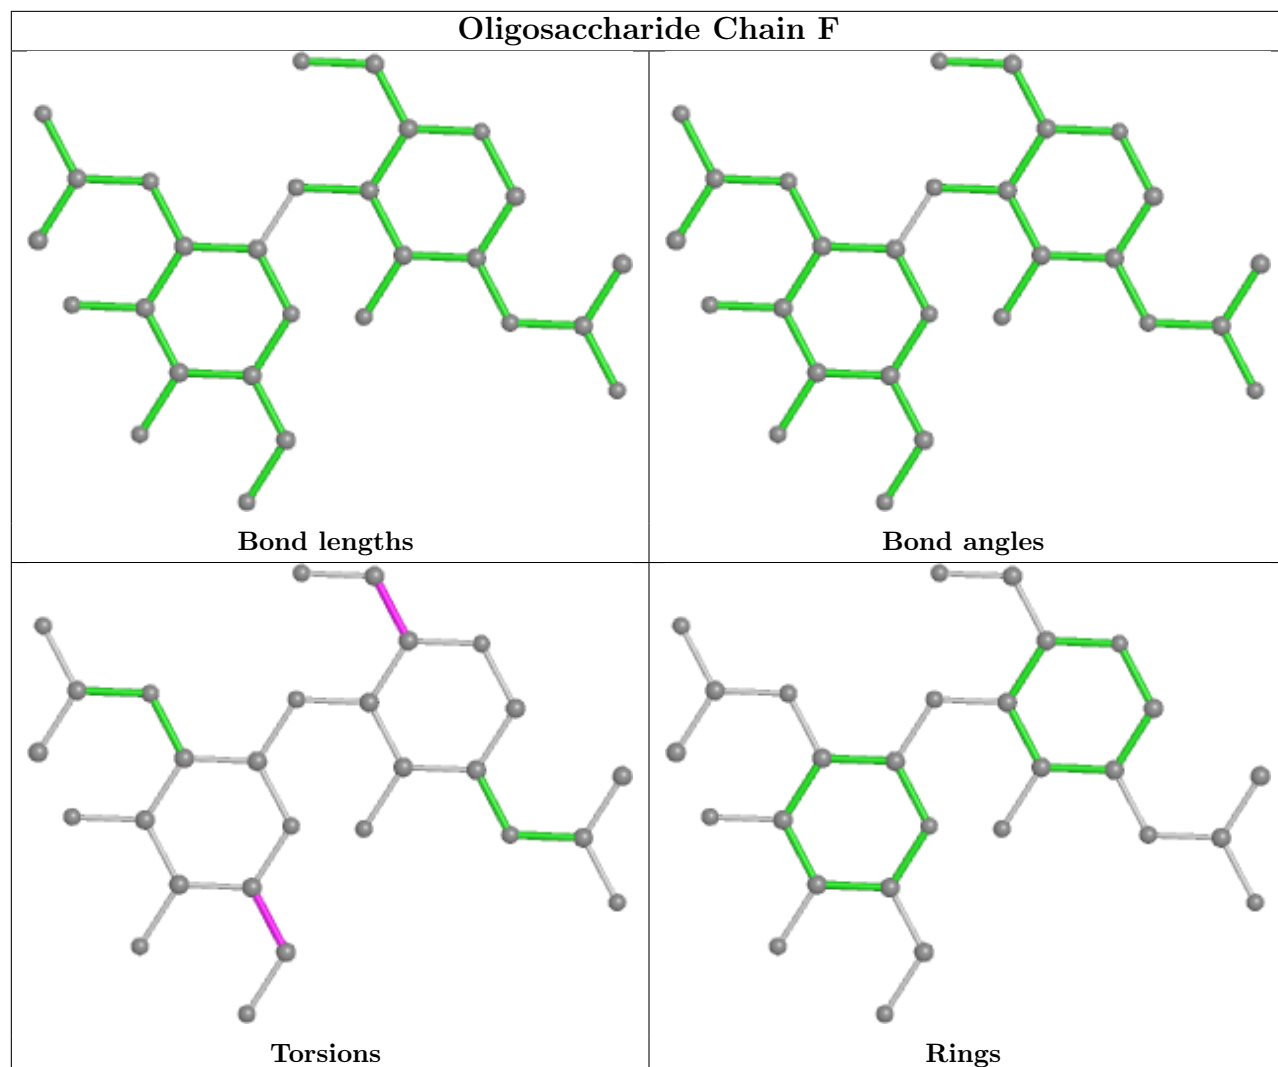 Oligosaccharide Chain F
Bond lengths
Bond angles
Torsions
Rings